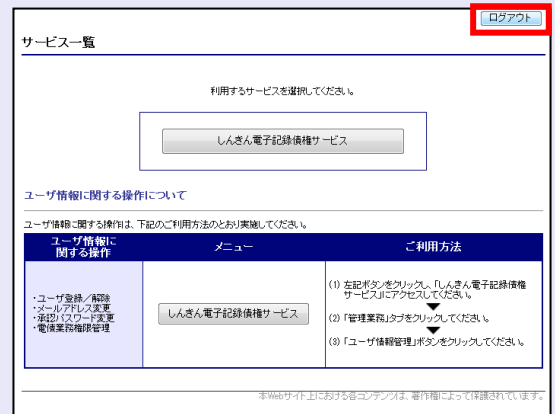 ログアウト
サービス一覧
利用するサービスを選択してください。
しんきん電子記録債権サービス
ユーザ情報に関する操作について
ユーザ情報に関する操作は、下記のご利用方法のとおり実施してください。
ユーザ情報に
関する操作
メニュー
ご利用方法
・ユーザ登録／解除
・メールアドレス変更
・承認パスワード変更
・電債業務権限管理
しんきん電子記録債権サービス
(1) 左記ボタンをクリックし、「しんきん電子記録債権
サービス」にアクセスしてください。
▼
(2) 「管理業務」タブをクリックしてください。
▼
(3) 「ユーザ情報管理」ボタンをクリックしてください。
本Webサイト上における各コンテンツは、著作権によって保護されています。